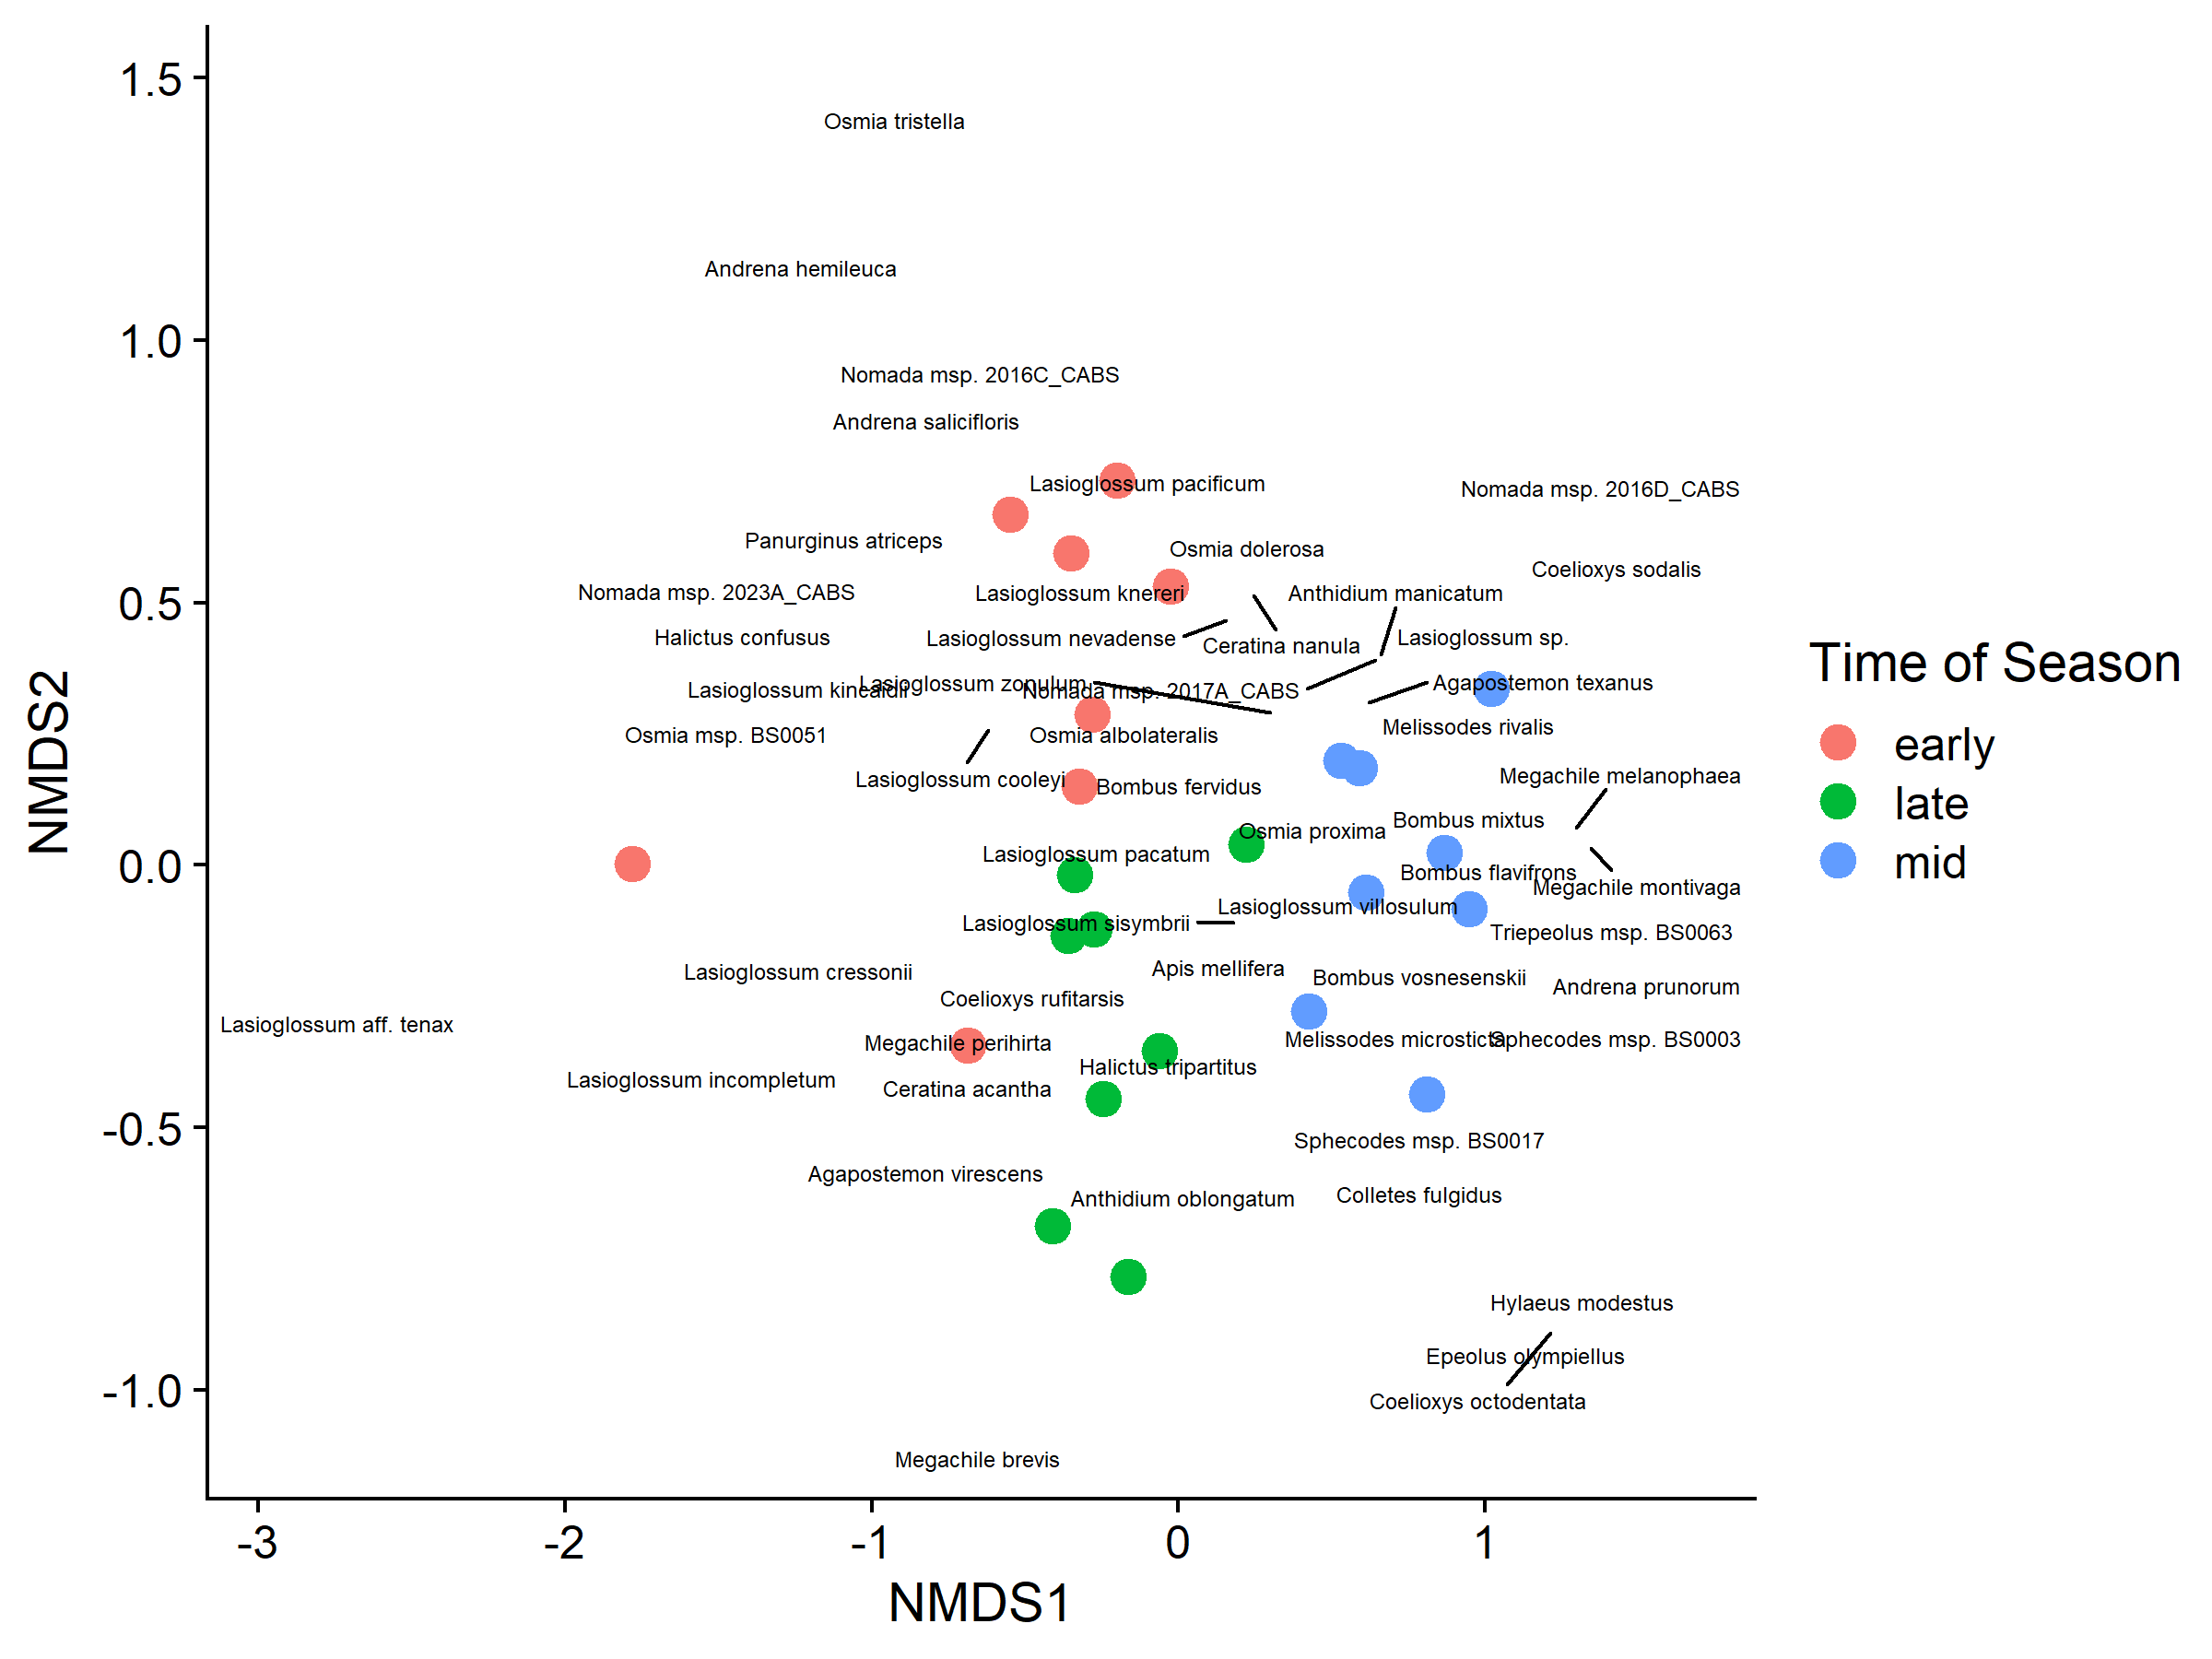 1.5
Osmia tristella
Andrena hemileuca
1.0
Nomada msp. 2016C_CABS
Andrena salicifloris
Lasioglossum pacificum
Nomada msp. 2016D_CABS
Panurginus atriceps
Osmia dolerosa
Coelioxys sodalis
0.5
Nomada msp. 2023A_CABS
Lasioglossum knereri
Anthidium manicatum
Halictus confusus
Lasioglossum nevadense
Ceratina nanula
Lasioglossum sp.
Lasioglossum kincaidii
Lasioglossum zonulum
Nomada msp. 2017A_CABS
Agapostemon texanus
Osmia msp. BS0051
Osmia albolateralis
Melissodes rivalis
Lasioglossum cooleyi
Bombus fervidus
Megachile melanophaea
Osmia proxima
Bombus mixtus
0.0
Lasioglossum pacatum
Bombus flavifrons
Megachile montivaga
Lasioglossum sisymbrii
Lasioglossum villosulum
Triepeolus msp. BS0063
Lasioglossum cressonii
Apis mellifera
Bombus vosnesenskii
Andrena prunorum
Coelioxys rufitarsis
Lasioglossum aff. tenax
Megachile perihirta
Melissodes microsticta
Sphecodes msp. BS0003
Halictus tripartitus
Lasioglossum incompletum
Ceratina acantha
-0.5
Sphecodes msp. BS0017
Agapostemon virescens
Anthidium oblongatum
Colletes fulgidus
Hylaeus modestus
Epeolus olympiellus
-1.0
Coelioxys octodentata
Megachile brevis
-3
-2
-1
0
1
NMDS1
NMDS2
Time of Season
early
late
mid